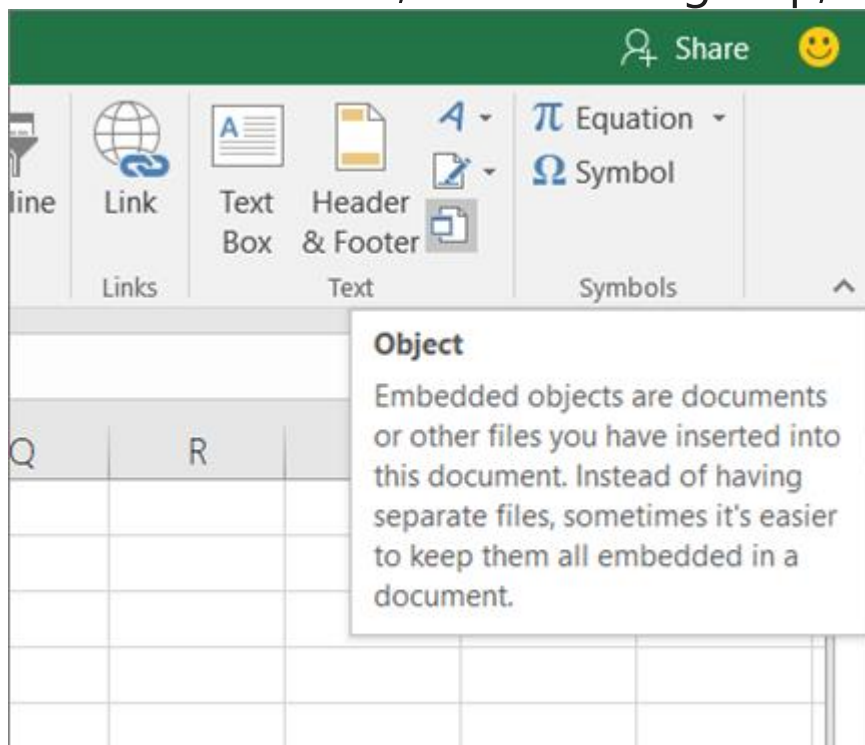 Share
line
Link
Text
Box
Header
& Footer
A
A
π Equation
Ω Symbol
Links
Text
Symbols
Object
Embedded objects are documents
or other files you have inserted into
this document. Instead of having
separate files, sometimes it's easier
to keep them all embedded in a
document.
Q R